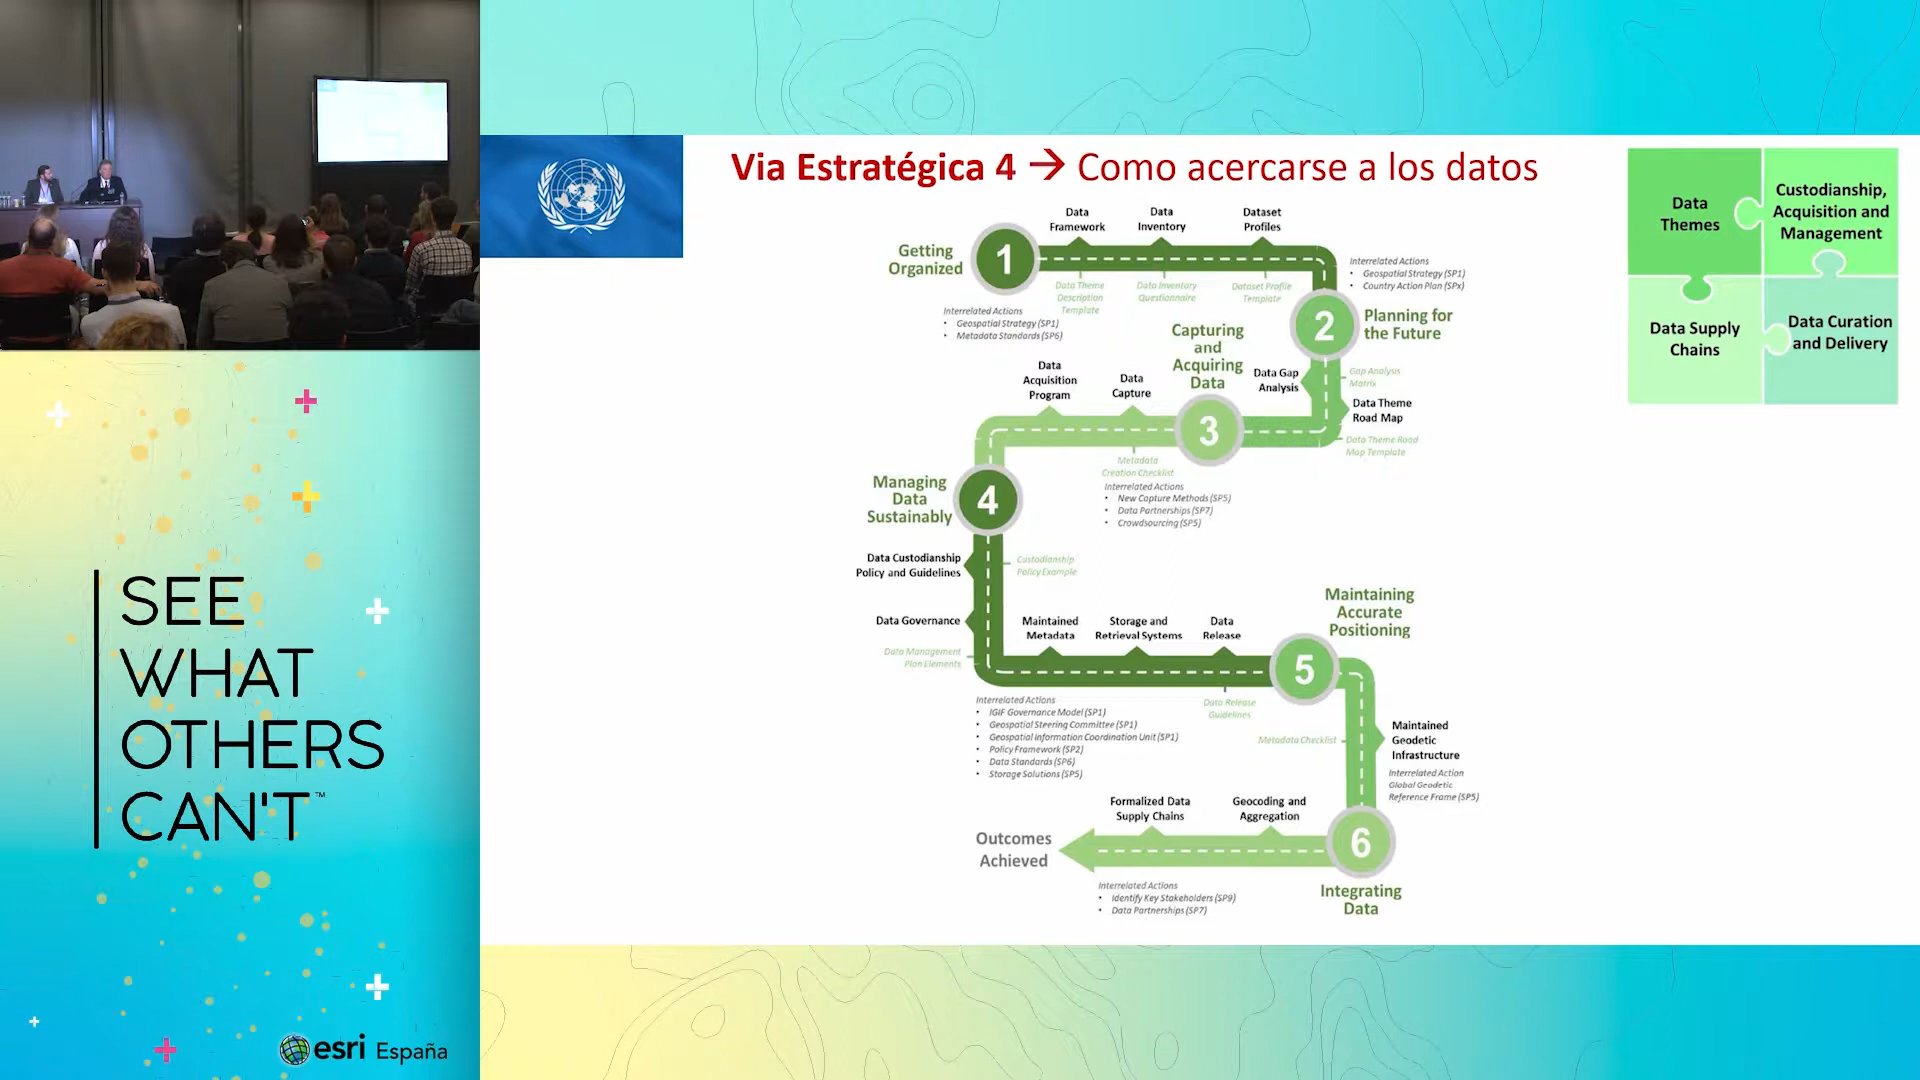 Via Estratégica 4 → Como acercarse a los datos
Data
Themes
Custodianship,
Acquisition and
Management
Data Supply
Chains
Data Curation
and Delivery
Getting
Organized
1
Data
Framework
Data
Inventory
Dataset
Profiles
Data Theme
Description
Template
Data Inventory
Questionnaire
Dataset Profile
Template
Interrelated Actions
• Geospatial Strategy (SP1)
• Metadata Standards (SP6)
Interrelated Actions
• Geospatial Strategy (SP1)
• Country Action Plan (SPx)
2
Planning for
the Future
Data Gap
Analysis
Gap Analysis
Matrix
Data Theme
Road Map
Data Theme Road
Map Template
Capturing
and
Acquiring
Data
3
Data
Acquisition
Program
Data
Capture
Metadata
Creation Checklist
Interrelated Actions
• New Capture Methods (SP5)
• Data Partnerships (SP7)
• Crowdsourcing (SP5)
Managing
Data
Sustainably
4
Data Custodianship
Policy and Guidelines
Custodianship
Policy Example
Data Governance
Data Management
Plan Elements
Maintained
Metadata
Storage and
Retrieval Systems
Data
Release
Data Release
Guidelines
Interrelated Actions
• IGIF Governance Model (SP1)
• Geospatial Steering Committee (SP1)
• Geospatial Information Coordination Unit (SP1)
• Policy Framework (SP2)
• Data Standards (SP6)
• Storage Solutions (SP5)
Maintaining
Accurate
Positioning
5
Metadata Checklist
Maintained
Geodetic
Infrastructure
Interrelated Action
Global Geodetic
Reference Frame (SP5)
6
Integrating
Data
Geocoding and
Aggregation
Formalized Data
Supply Chains
Outcomes
Achieved
Interrelated Actions
• Identify Key Stakeholders (SP9)
• Data Partnerships (SP7)
SEE
WHAT
OTHERS
CAN'T™
esri España